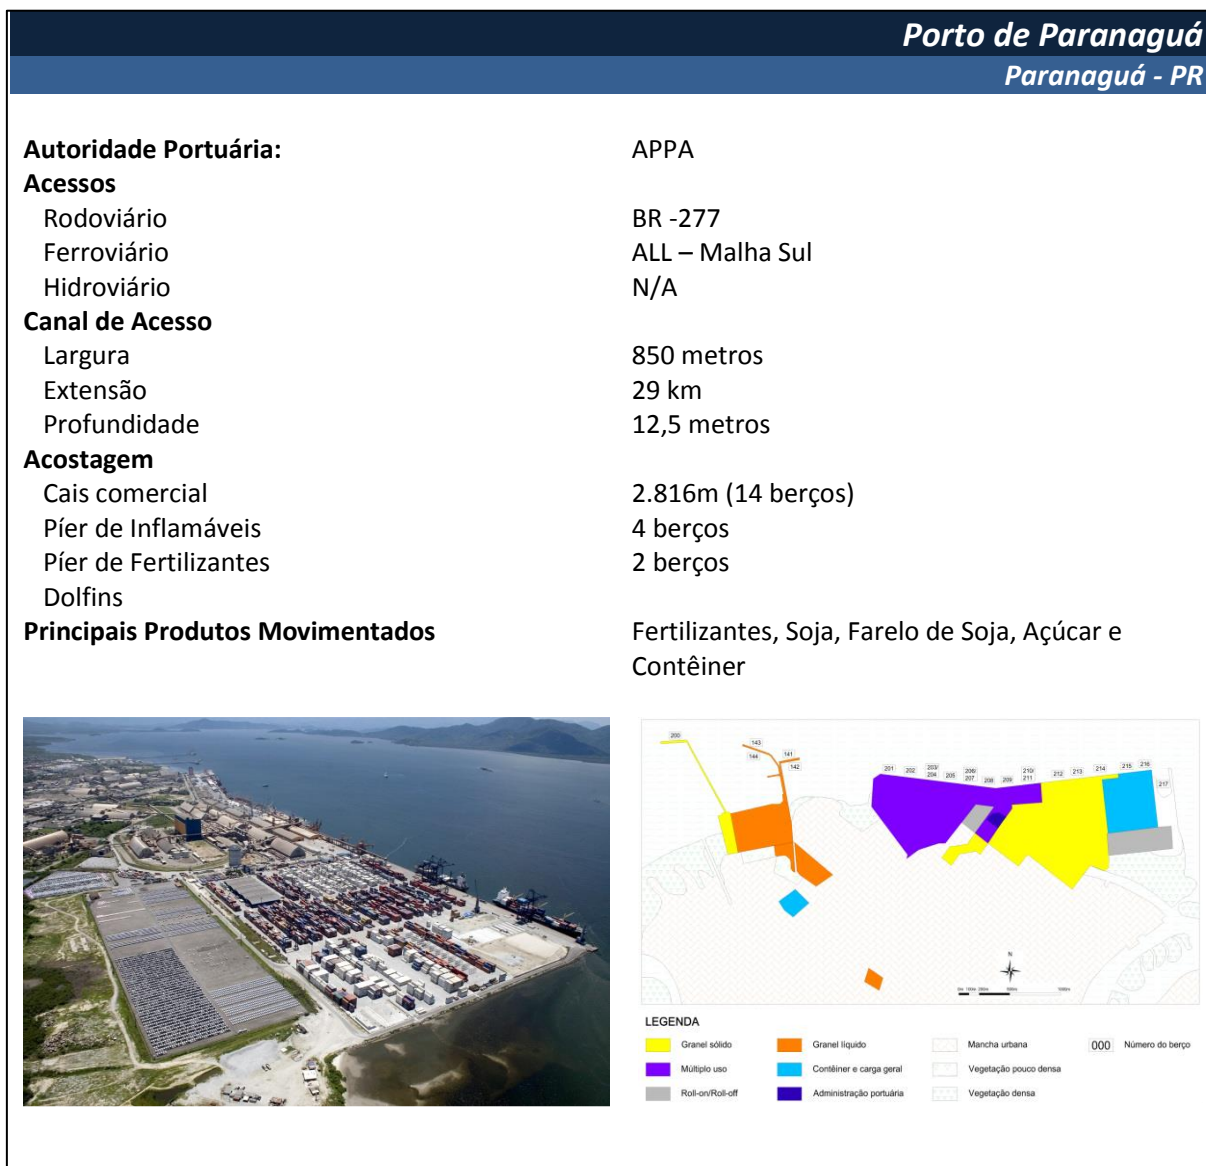 Porto de Paranaguá
Paranaguá - PR
Autoridade Portuária: APPA
Acessos
Rodoviário BR -277
Ferroviário ALL – Malha Sul
Hidroviário N/A
Canal de Acesso
Largura 850 metros
Extensão 29 km
Profundidade 12,5 metros
Acostagem
Cais comercial 2.816m (14 berços)
Píer de Inflamáveis 4 berços
Píer de Fertilizantes 2 berços
Dolfins
Principais Produtos Movimentados Fertilizantes, Soja, Farelo de Soja, Açúcar e
Contêiner
200
143
144
141
142
201
202
203/
204
205
206/
207
208
209
210/
211
212
213
214
215
216
217
N
LEGENDA
Granel sólido Granel líquido Mancha urbana 000 Número do berço
Múltiplo uso Contêiner e carga geral Vegetação pouco densa
Roll-on/Roll-off Administração portuária Vegetação densa